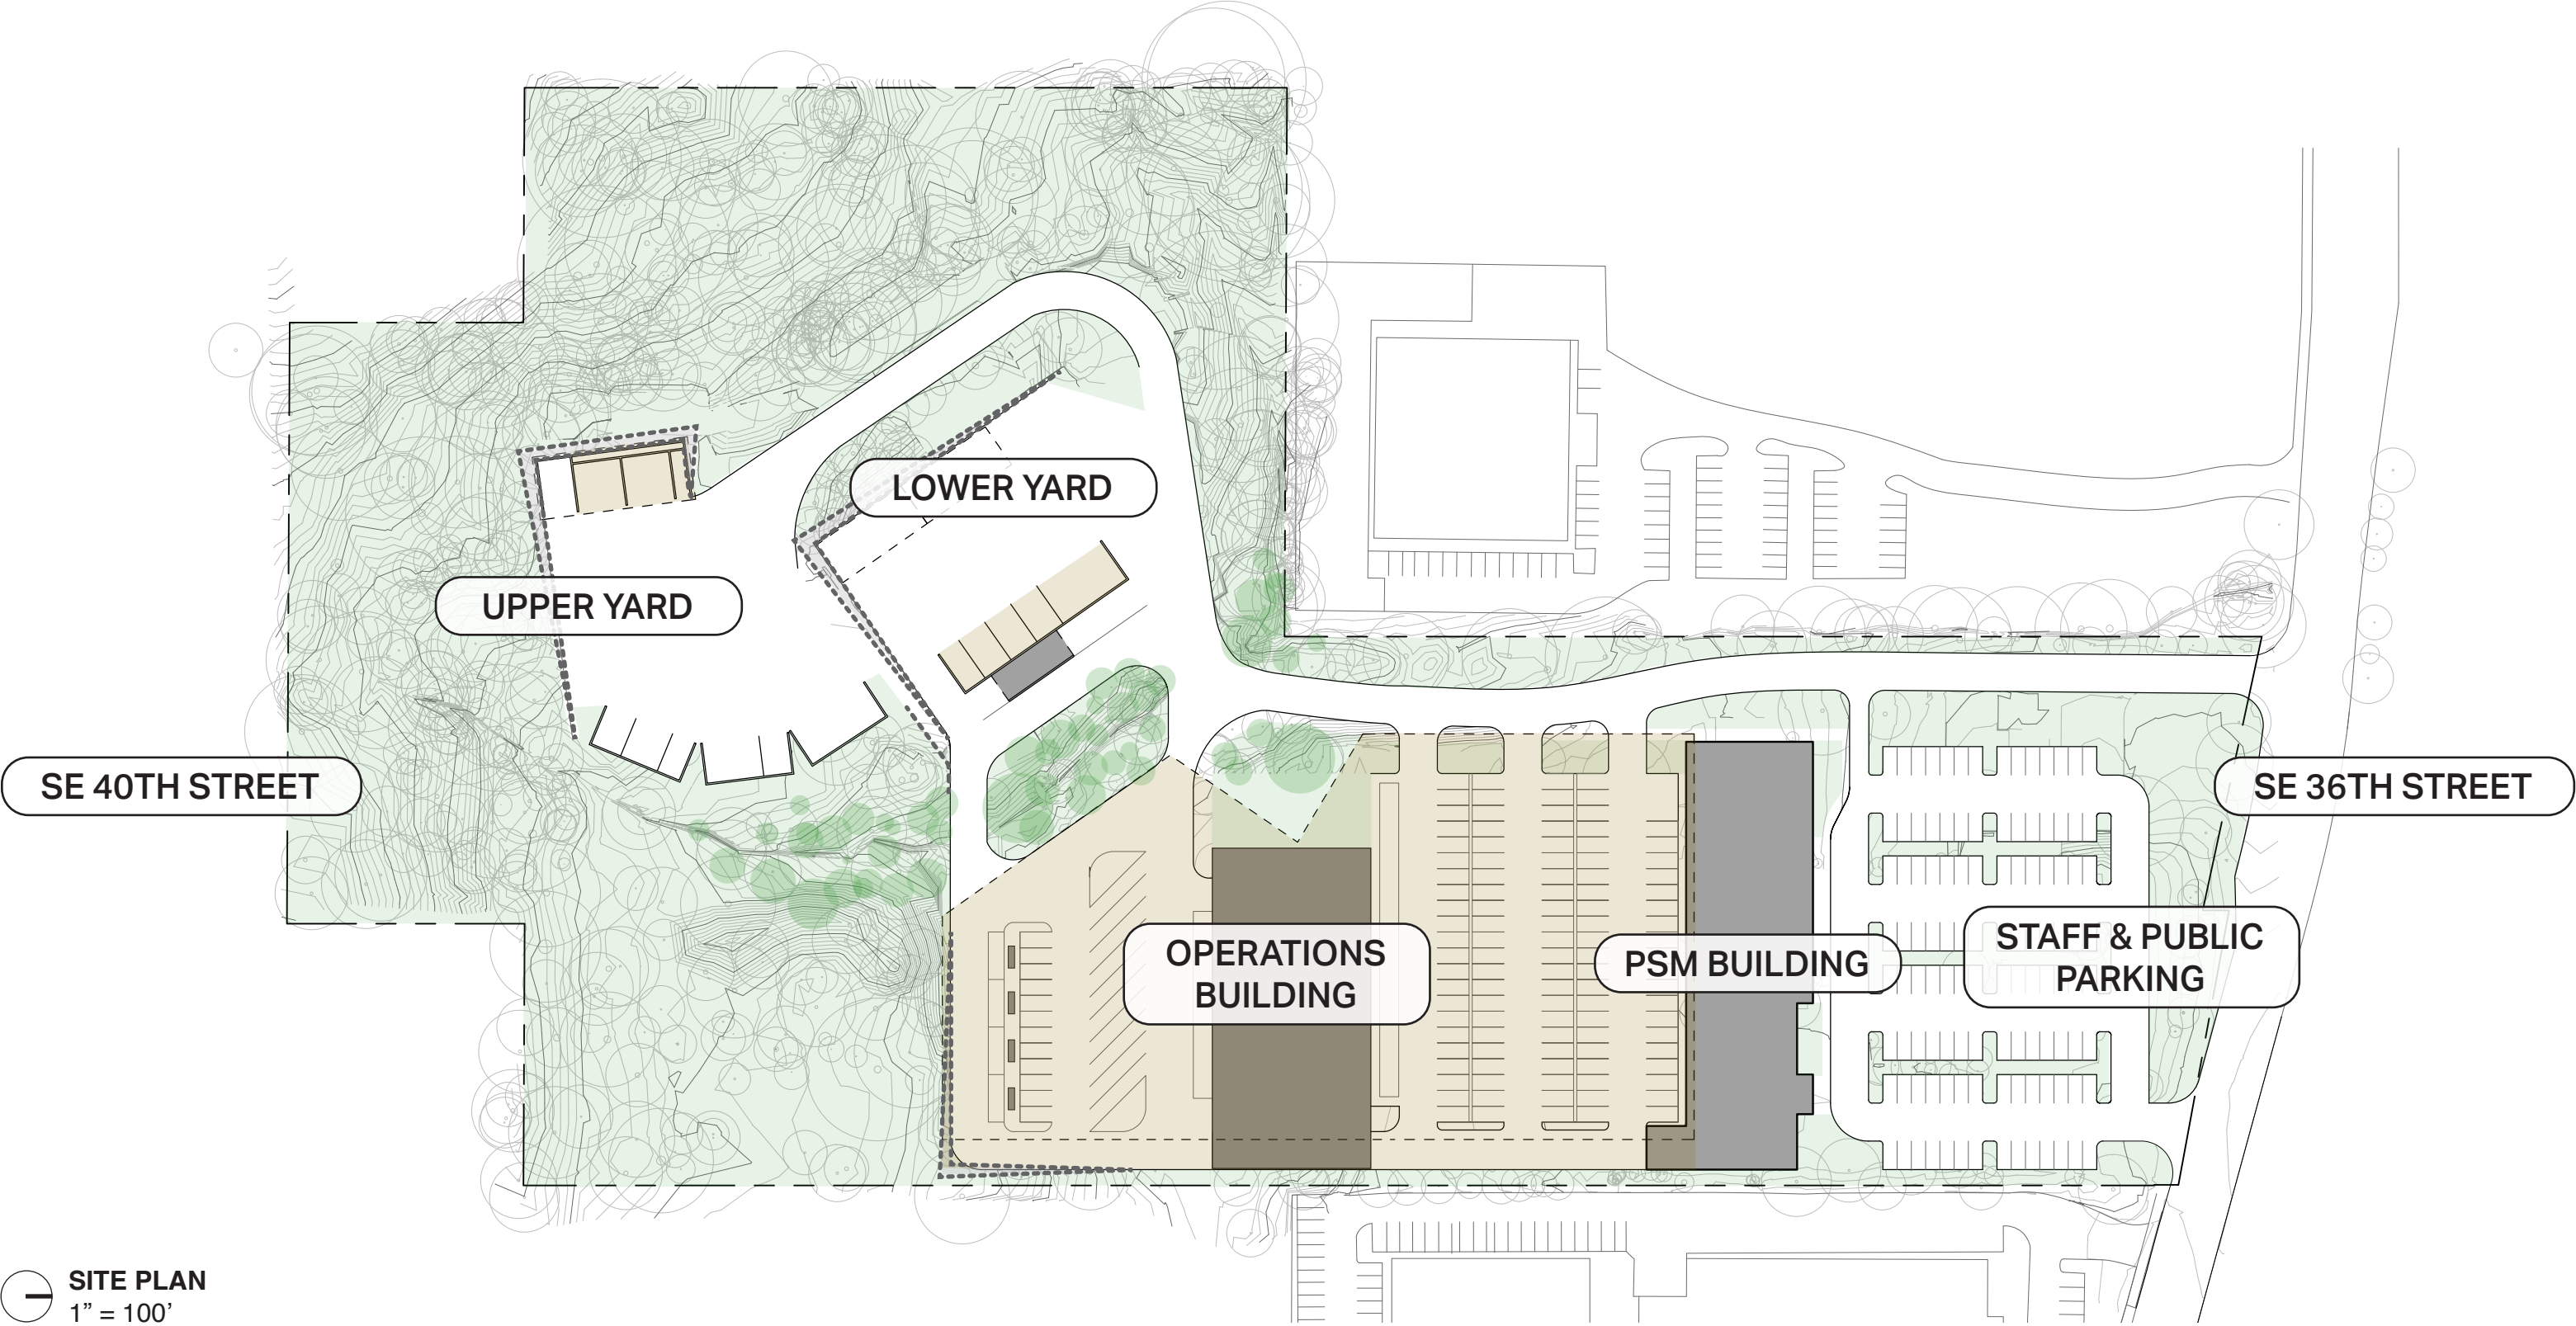 LOWER YARD
UPPER YARD
SE 40TH STREET
SE 36TH STREET
OPERATIONS
BUILDING
PSM BUILDING
STAFF & PUBLIC
PARKING
SITE PLAN
1” = 100’